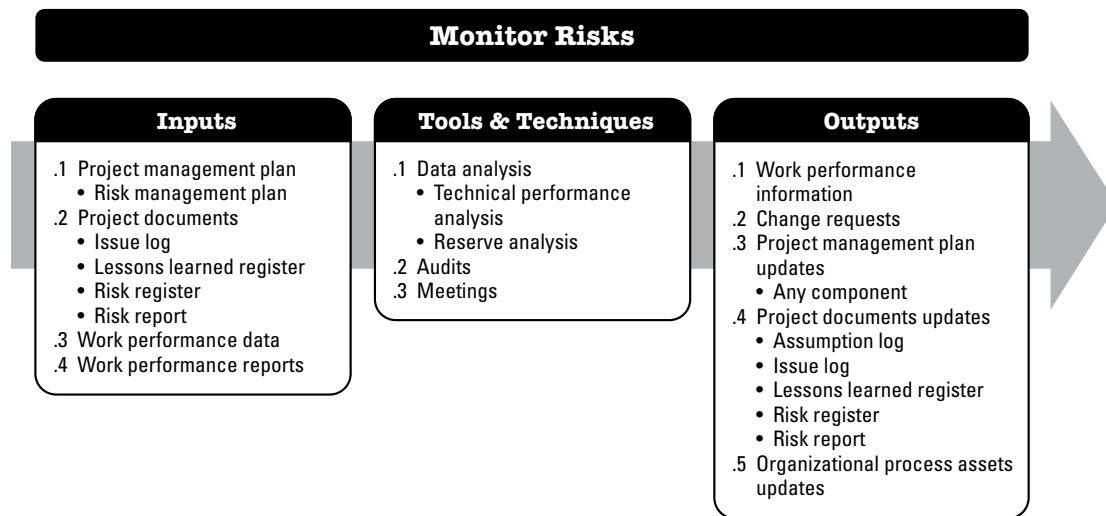 Monitor Risks
Inputs
.1 Project management plan
• Risk management plan
.2 Project documents
• Issue log
• Lessons learned register
• Risk register
• Risk report
.3 Work performance data
.4 Work performance reports
Tools & Techniques
.1 Data analysis
• Technical performance
analysis
• Reserve analysis
.2 Audits
.3 Meetings
Outputs
.1 Work performance
information
.2 Change requests
.3 Project management plan
updates
• Any component
.4 Project documents updates
• Assumption log
• Issue log
• Lessons learned register
• Risk register
• Risk report
.5 Organizational process assets
updates